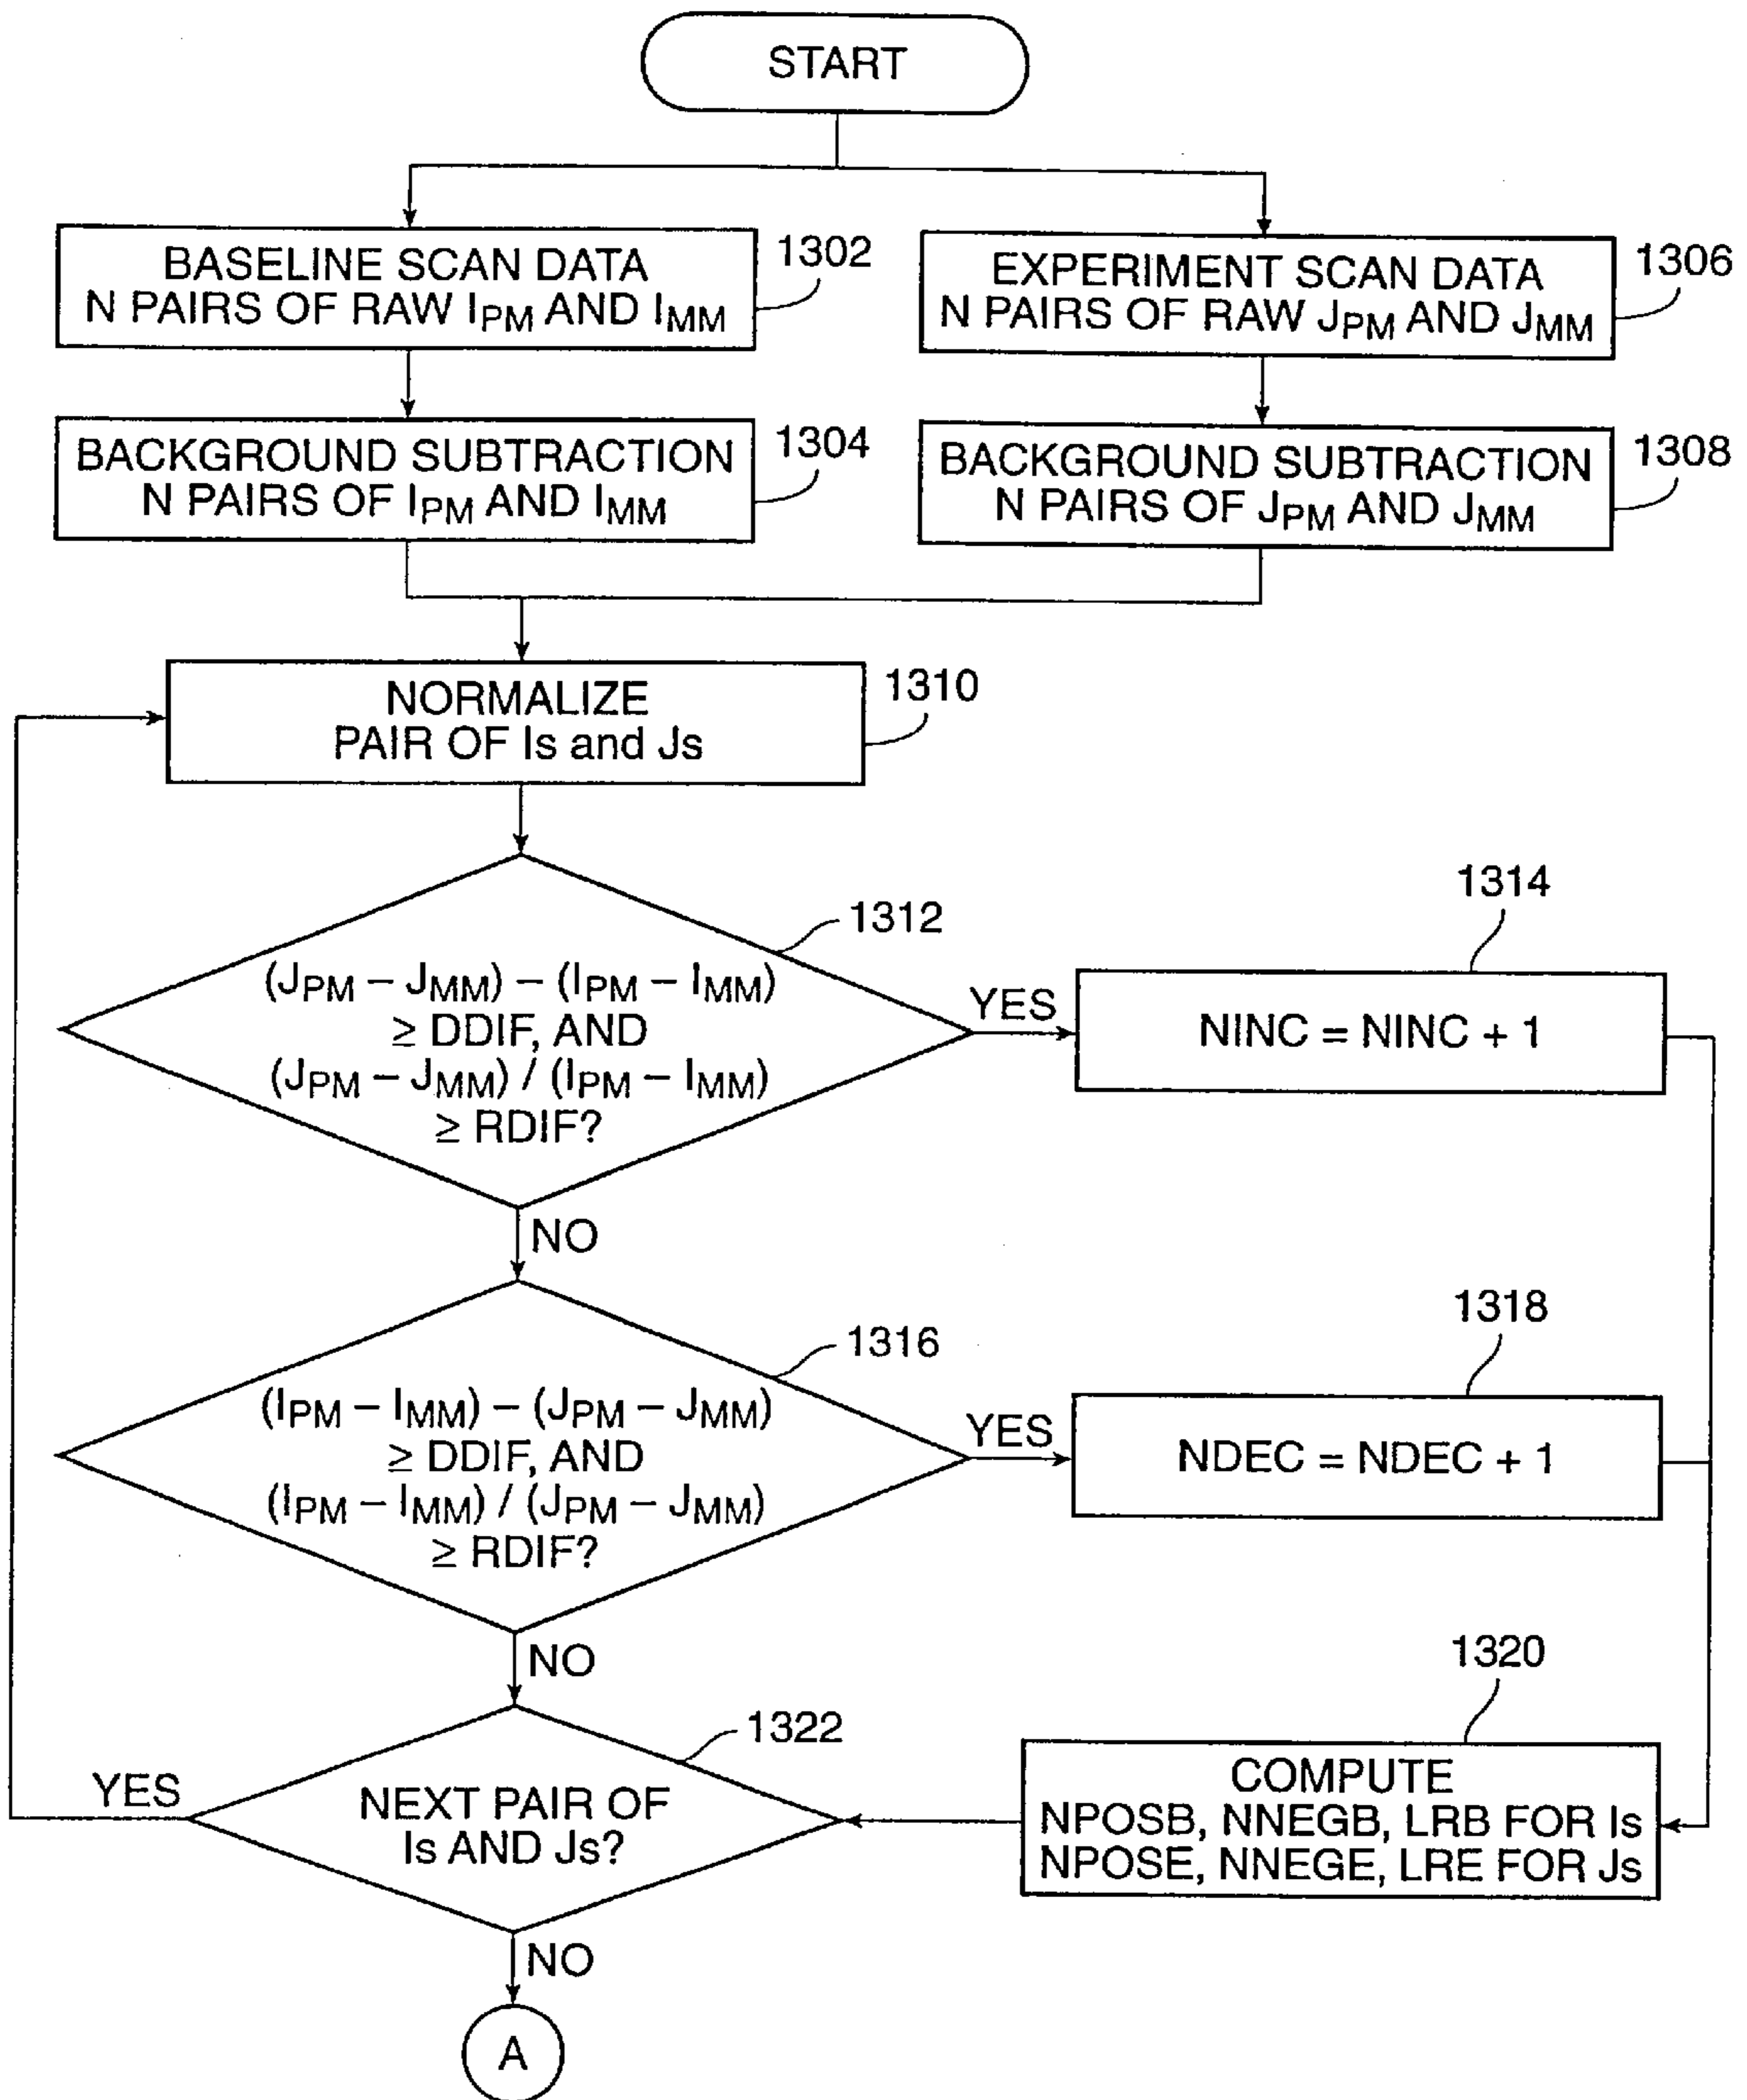 START
BASELINE SCAN DATA
N PAIRS OF RAW IPM AND IMM
1302
EXPERIMENT SCAN DATA
N PAIRS OF RAW JPM AND JMM
1306
BACKGROUND SUBTRACTION
N PAIRS OF IPM AND IMM
1304
BACKGROUND SUBTRACTION
N PAIRS OF JPM AND JMM
1308
NORMALIZE
PAIR OF Is and Js
1310
1312
(JPM – JMM) – (IPM – IMM)
≥ DDIF, AND
(JPM – JMM) / (IPM – IMM)
≥ RDIF?
YES
1314
NINC = NINC + 1
NO
1316
(IPM – IMM) – (JPM – JMM)
≥ DDIF, AND
(IPM – IMM) / (JPM – JMM)
≥ RDIF?
YES
1318
NDEC = NDEC + 1
NO
1320
COMPUTE
NPOSB, NNEGB, LRB FOR Is
NPOSE, NNEGE, LRE FOR Js
1322
NEXT PAIR OF
Is AND Js?
YES
NO
A